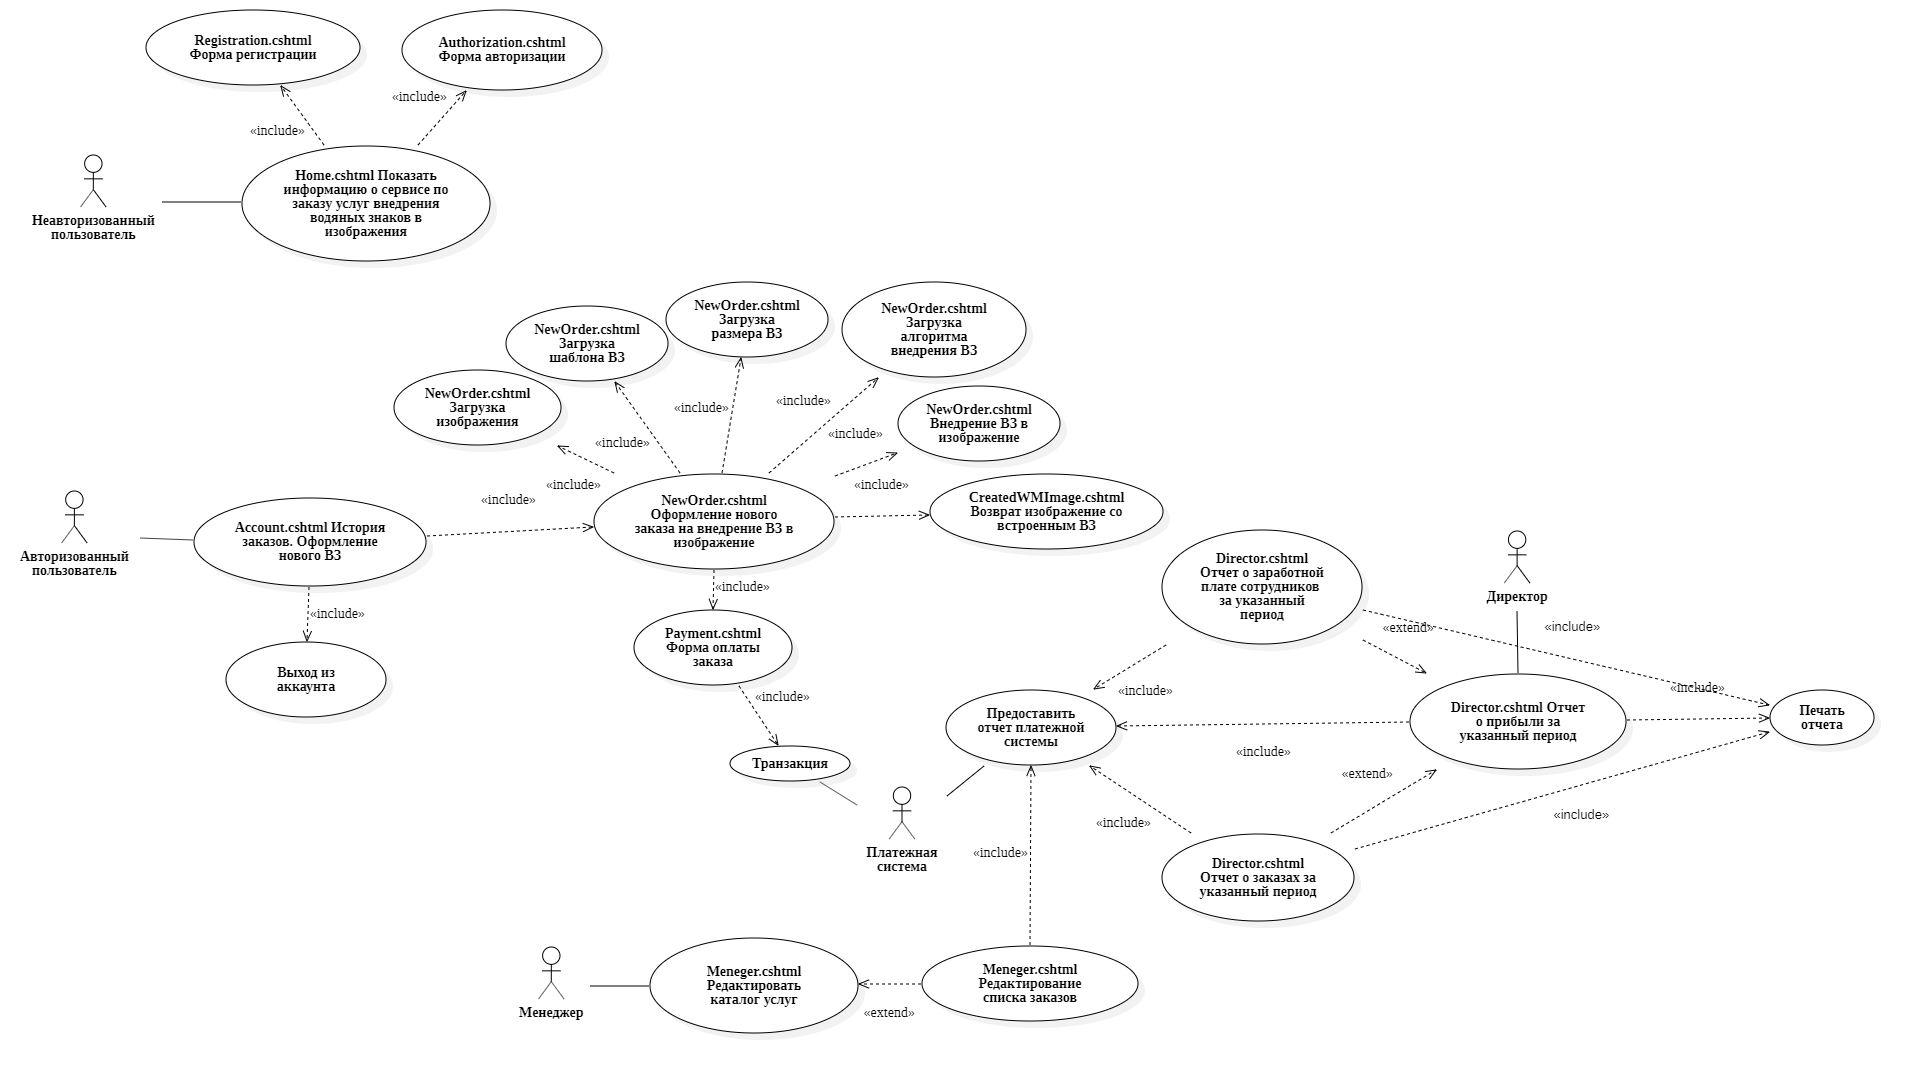 Registration.cshtml
Форма регистрации
Authorization.cshtml
Форма авторизации
«include»
«include»
Home.cshtml Показать
информацию о сервисе по
заказу услуг внедрения
водяных знаков в
изображения
Неавторизованный
пользователь
NewOrder.cshtml
Загрузка
размера ВЗ
NewOrder.cshtml
Загрузка
алгоритма
внедрения ВЗ
NewOrder.cshtml
Загрузка
шаблона ВЗ
NewOrder.cshtml
Загрузка
изображения
NewOrder.cshtml
Внедрение ВЗ в
изображение
«include»
«include»
«include»
«include»
«include»
«include»
«include»
NewOrder.cshtml
Оформление нового
заказа на внедрение ВЗ в
изображение
CreatedWMImage.cshtml
Возврат изображение со
встроенным ВЗ
Account.cshtml История
заказов. Оформление
нового ВЗ
Авторизованный
пользователь
«include»
«include»
Выход из
аккаунта
Payment.cshtml
Форма оплаты
заказа
«include»
Транзакция
Director.cshtml
Отчет о заработной
плате сотрудников
за указанный
период
Директор
«extend»
«include»
«include»
«include»
Предоставить
отчет платежной
системы
Director.cshtml Отчет
о прибыли за
указанный период
Печать
отчета
«include»
«extend»
«include»
«include»
«include»
Платежная
система
Director.cshtml
Отчет о заказах за
указанный период
Meneger.cshtml
Редактировать
каталог услуг
Meneger.cshtml
Редактирование
списка заказов
Менеджер
«extend»